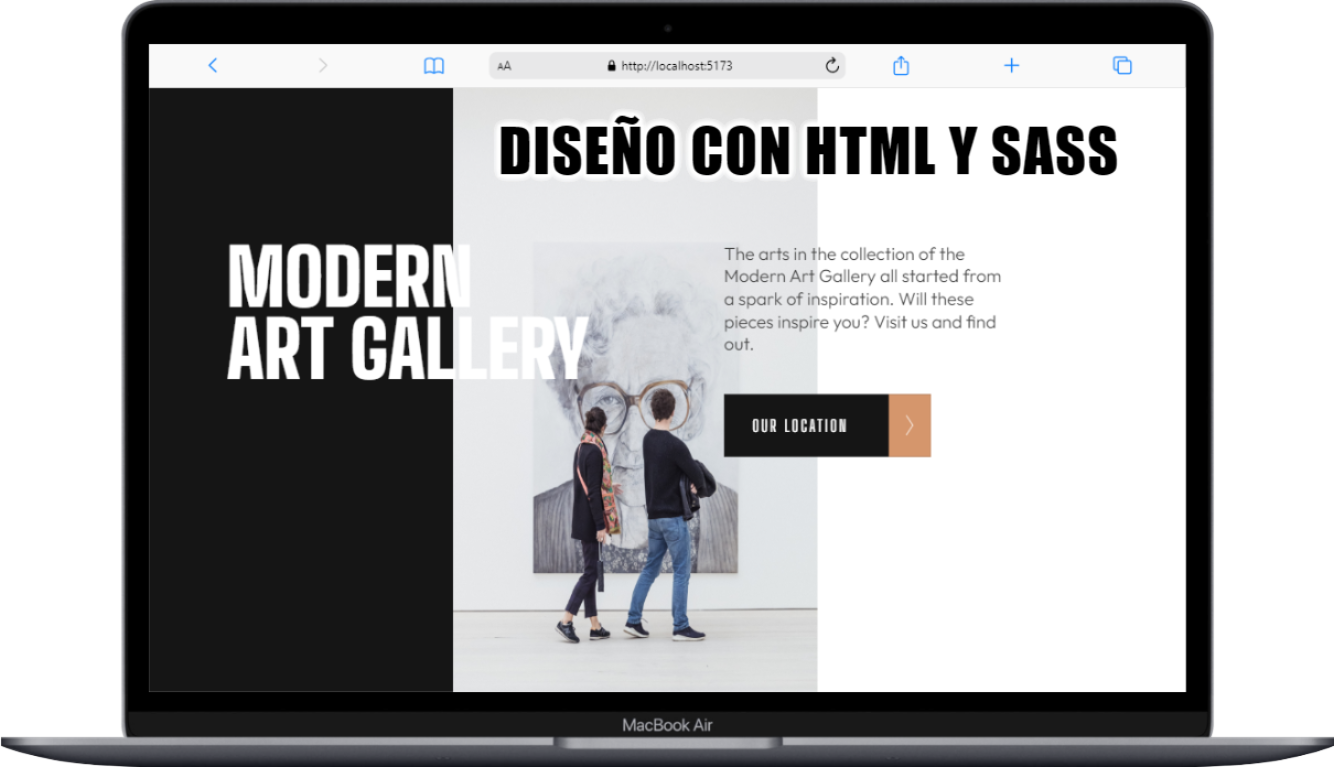 AA
http://localhost:5173
DISEÑO CON HTML Y SASS
MODERN
ART GALLERY
The arts in the collection of the
Modern Art Gallery all started from
a spark of inspiration. Will these
pieces inspire you? Visit us and find
out.
OUR LOCATION
MacBook Air